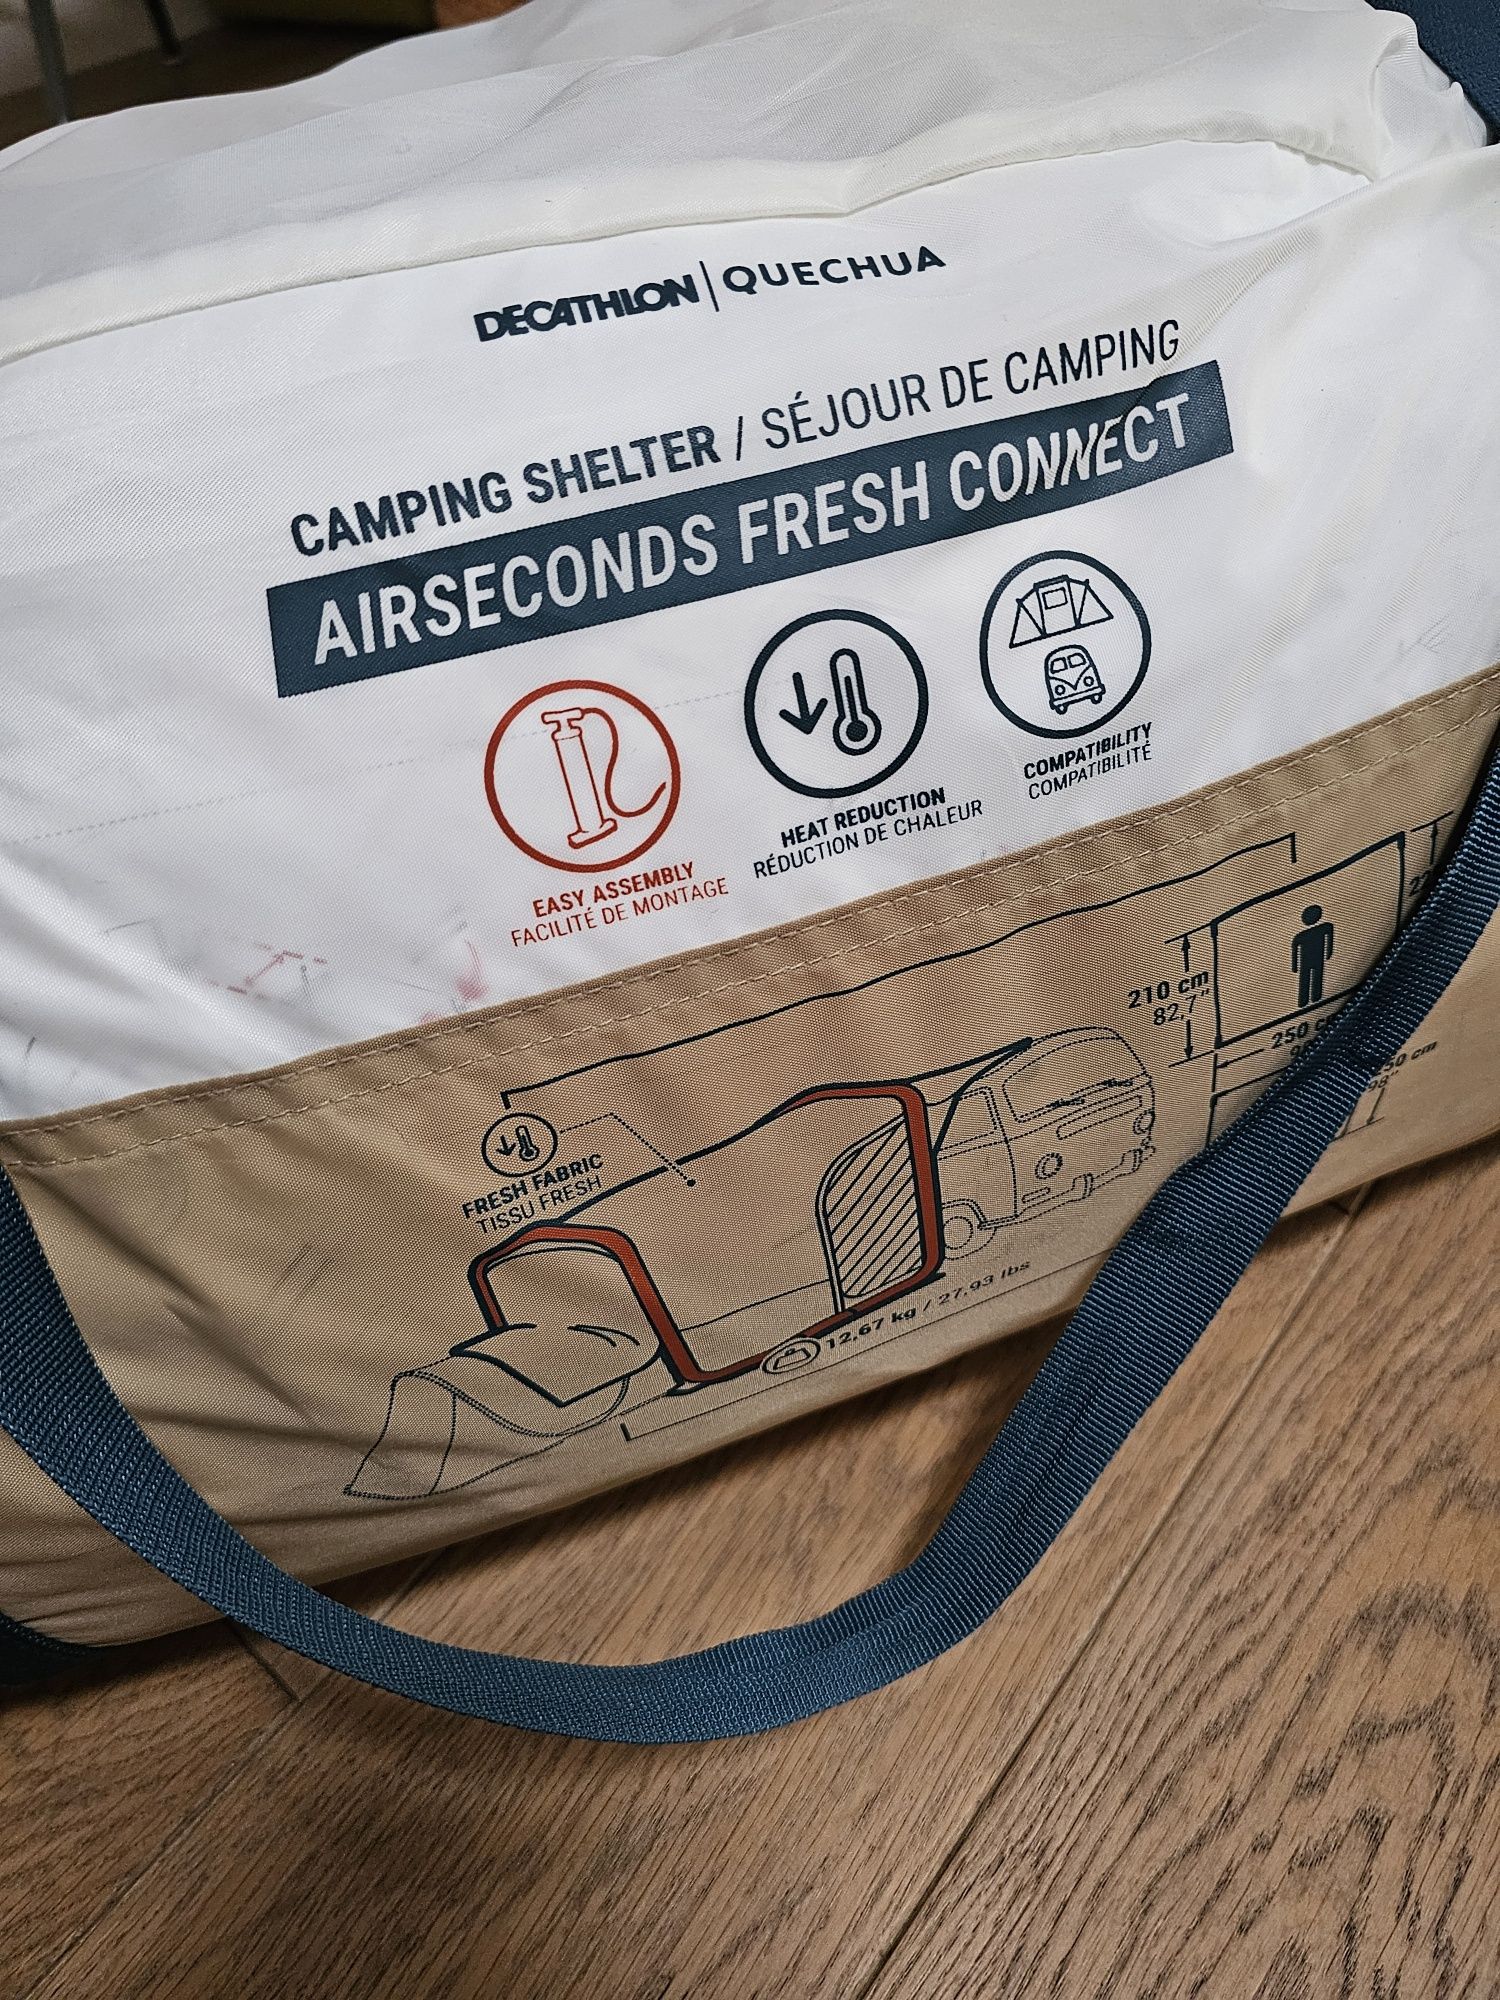 DECATHLON | QUECHUA
CAMPING SHELTER / SÉJOUR DE CAMPING
AIRSECONDS FRESH CONNECT
EASY ASSEMBLY
FACILITÉ DE MONTAGE
HEAT REDUCTION
RÉDUCTION DE CHALEUR
COMPATIBILITY
COMPATIBILITÉ
FRESH FABRIC
TISSU FRESH
12,67 kg / 27,93 lbs
210 cm
82,7"
250